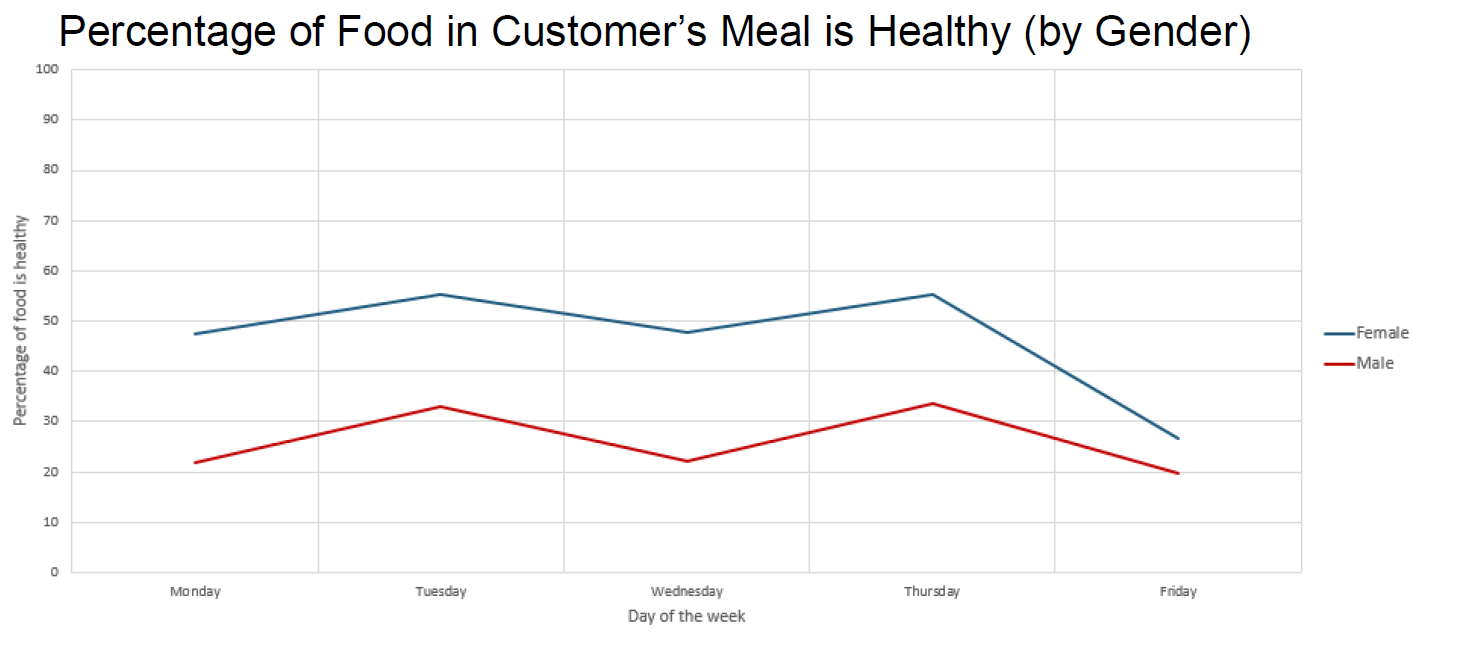 Percentage of Food in Customer’s Meal is Healthy (by Gender)
100
90
80
70
60
50
40
30
20
10
0
Percentage of food is healthy
Monday Tuesday Wednesday Thursday Friday
Day of the week
Female
Male